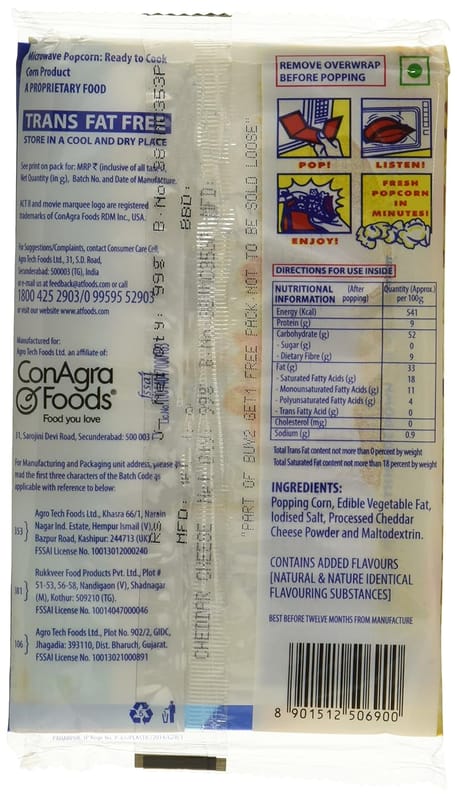 Microwave Popcorn: Ready to Cook
Corn Product
A PROPRIETARY FOOD
TRANS FAT FREE
STORE IN A COOL AND DRY PLACE
See print on pack for: MRP ₹ (inclusive of all taxes),
Net Quantity (in g), Batch No. and Date of Manufacture.
ACT II and movie marquee logo are registered
trademarks of ConAgra Foods RDM Inc., USA.
For Suggestions/Complaints, contact Consumer Care Cell,
Agro Tech Foods Ltd., 31, S.D. Road,
Secunderabad: 500003 (TG), India
or e-mail us at feedback@atfoods.com or call
1800 425 2903/0 99595 52903
or visit our website www.atfoods.com
Manufactured for:
Agro Tech Foods Ltd., an affiliate of:
ConAgra
Foods®
Food you love
31, Sarojini Devi Road, Secunderabad: 500 003
fssai
For Manufacturing and Packaging unit address, please
read the first three characters of the Batch Code
applicable with reference to below:
353} Agro Tech Foods Ltd., Khasra 66/1, Narain
Nagar Ind. Estate, Hempur Ismail (V),
Bazpur Road, Kashipur: 244713 (UK)
FSSAI License No. 10013012000240
381} Rukkveer Food Products Pvt. Ltd., Plot #
51-53, 56-58, Nandigaon (V), Shadnagar
(M), Kothur: 509210 (TG).
FSSAI License No. 10014047000046
106} Agro Tech Foods Ltd., Plot No. 902/2, GIDC,
Jhagadia: 393110, Dist. Bharuch, Gujarat.
FSSAI License No. 10013021000891
BBD:
MFD:
CHEDDAR CHEESE
"PART OF BUY2 GET1 FREE PACK NOT TO BE SOLD LOOSE"
REMOVE OVERWRAP
BEFORE POPPING
POP!
LISTEN!
ENJOY!
FRESH
POPCORN
IN
MINUTES!
DIRECTIONS FOR USE INSIDE
NUTRITIONAL INFORMATION (After popping) Quantity (Approx.) per 100g
Energy (Kcal) 541
Protein (g) 9
Carbohydrate (g) 52
- Sugar (g) 0
- Dietary Fibre (g) 9
Fat (g) 33
- Saturated Fatty Acids (g) 18
- Monounsaturated Fatty Acids (g) 11
- Polyunsaturated Fatty Acids (g) 4
- Trans Fatty Acid (g) 0
Cholesterol (mg) 0
Sodium (g) 0.9
Total Trans Fat content not more than 0 percent by weight
Total Saturated Fat content not more than 18 percent by weight
INGREDIENTS:
Popping Corn, Edible Vegetable Fat,
Iodised Salt, Processed Cheddar
Cheese Powder and Maltodextrin.
CONTAINS ADDED FLAVOURS
[NATURAL & NATURE IDENTICAL
FLAVOURING SUBSTANCES]
BEST BEFORE TWELVE MONTHS FROM MANUFACTURE
8 901512 506900